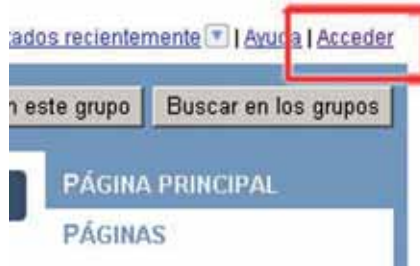 ados recientemente | Ayuda | Acceder
n este grupo Buscar en los grupos
PÁGINA PRINCIPAL
PÁGINAS